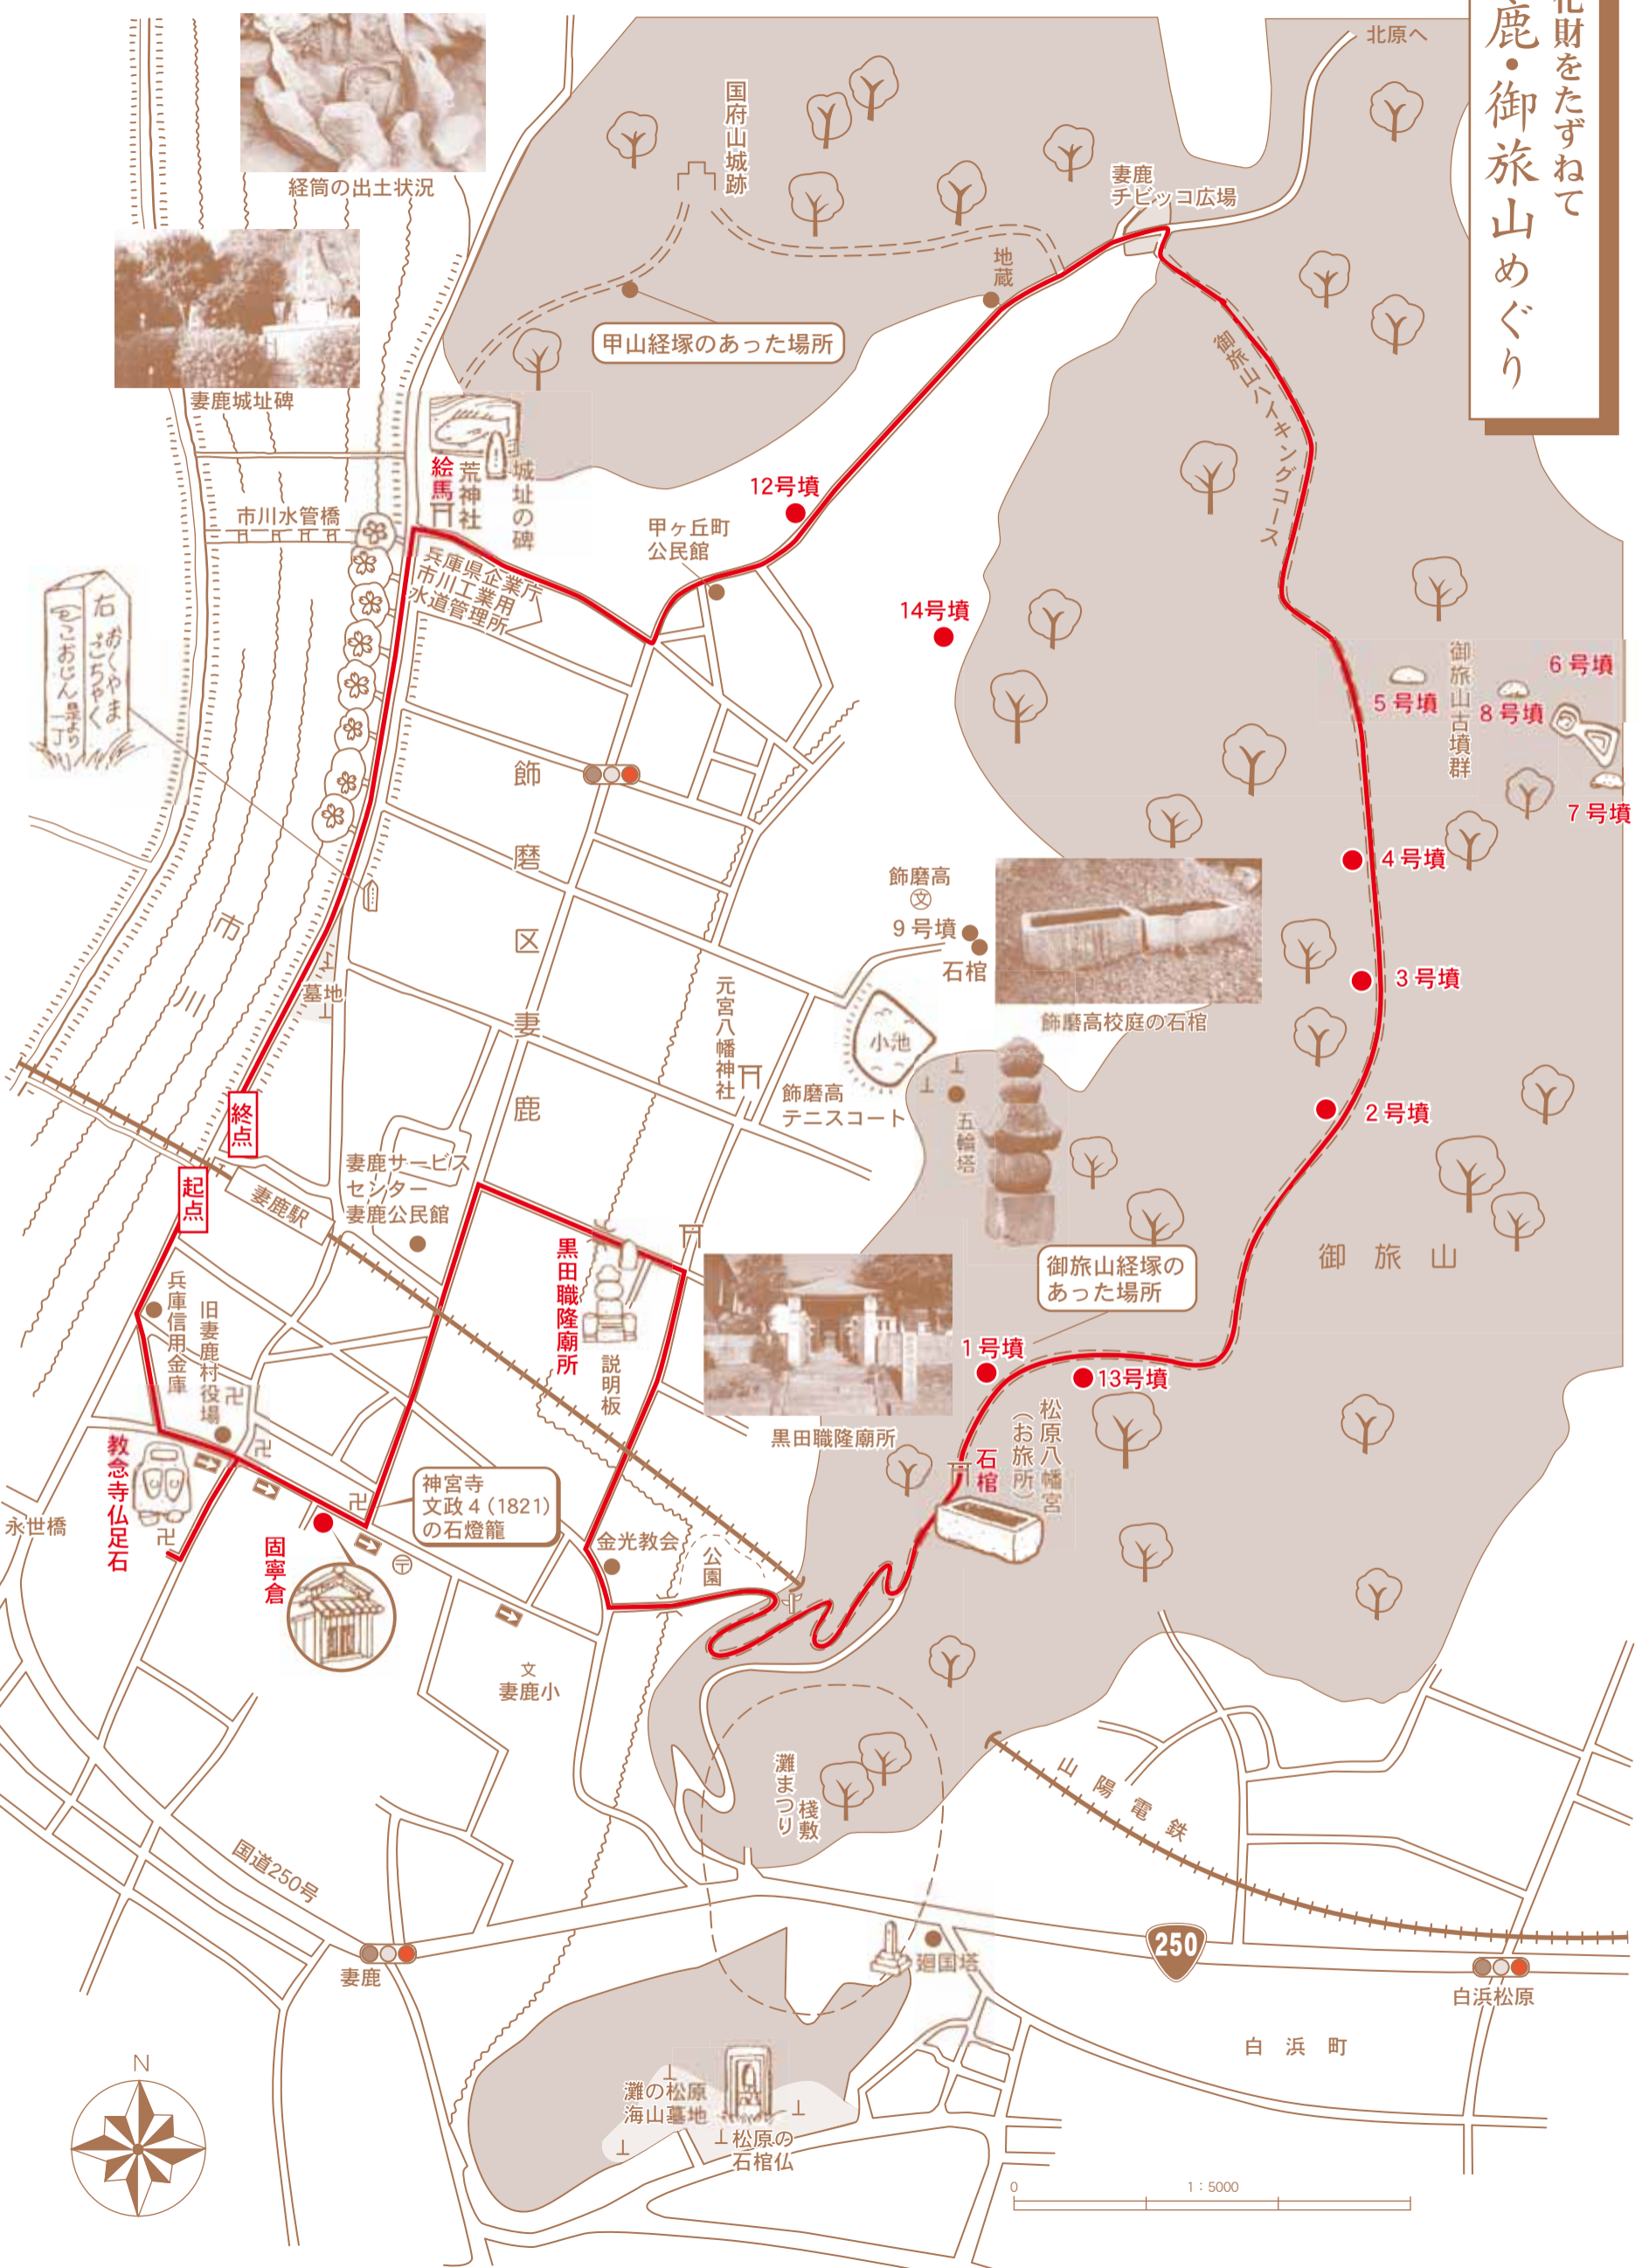 化財をたずねて
鹿・御旅山めぐり
北原へ
経筒の出土状況
国府山城跡
妻鹿
チビッコ広場
地蔵
甲山経塚のあった場所
妻鹿城址碑
御旅山ハイキングコース
絵馬
荒神社
城址の碑
12号墳
市川水管橋
甲ヶ丘町
公民館
兵庫県企業庁
市川工業用
水道管理所
右
おくやま
ごちゃく
こおじん是より
一丁
14号墳
御旅山古墳群
5号墳
8号墳
6号墳
7号墳
飾磨区妻鹿
4号墳
飾磨高
文
9号墳
石棺
飾磨高校庭の石棺
3号墳
市川
墓地
元宮八幡神社
小池
飾磨高
テニスコート
五輪塔
2号墳
終点
起点
妻鹿駅
妻鹿サービス
センター
妻鹿公民館
黒田職隆廟所
説明板
御旅山
御旅山経塚の
あった場所
兵庫信用金庫
旧妻鹿村役場
1号墳
13号墳
黒田職隆廟所
松原八幡宮
（お旅所）
石棺
教念寺仏足石
永世橋
神宮寺
文政4（1821）
の石燈籠
固寧倉
金光教会
公園
文
妻鹿小
灘まつり
桟敷
山陽電鉄
国道250号
妻鹿
250
廻国塔
白浜松原
白浜町
N
灘の松原
海山墓地
松原の
石棺仏
0
1：5000